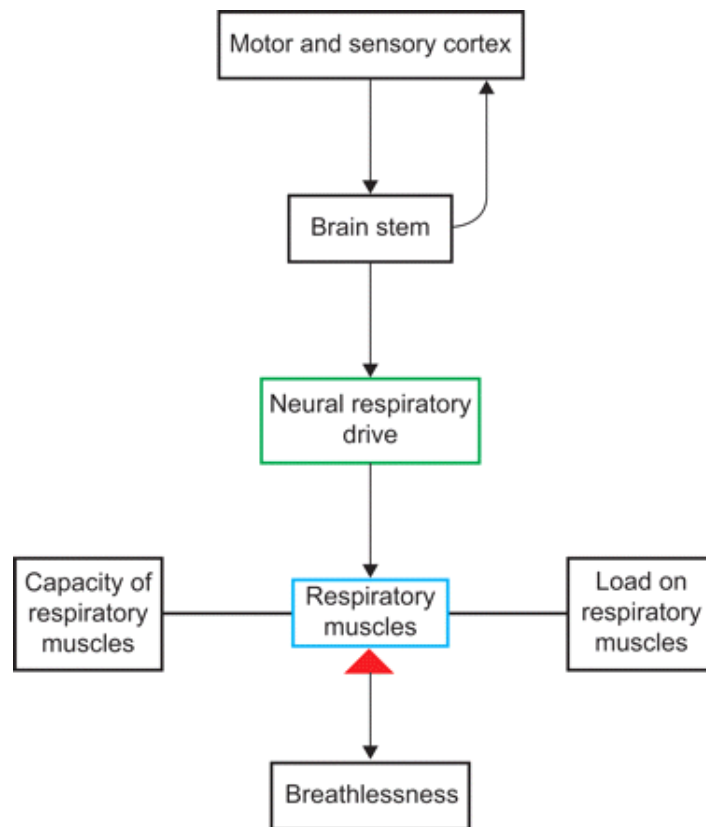 Motor and sensory cortex
Brain stem
Neural respiratory
drive
Capacity of
respiratory
muscles
Respiratory
muscles
Load on
respiratory
muscles
Breathlessness